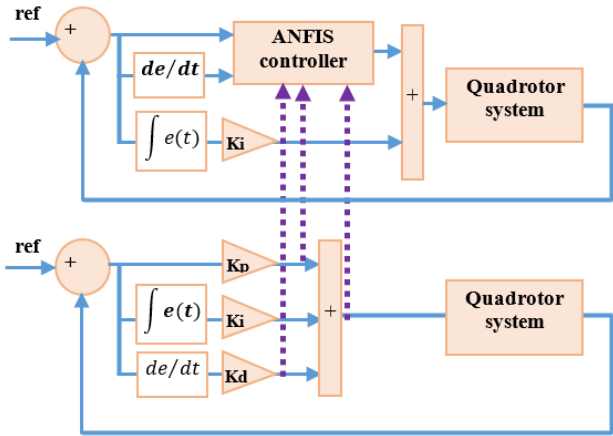 ref
+
ANFIS
controller
de/dt
∫ e(t)
Ki
+
Quadrotor
system
ref
+
Kp
∫ e(t)
Ki
de/dt
Kd
+
Quadrotor
system